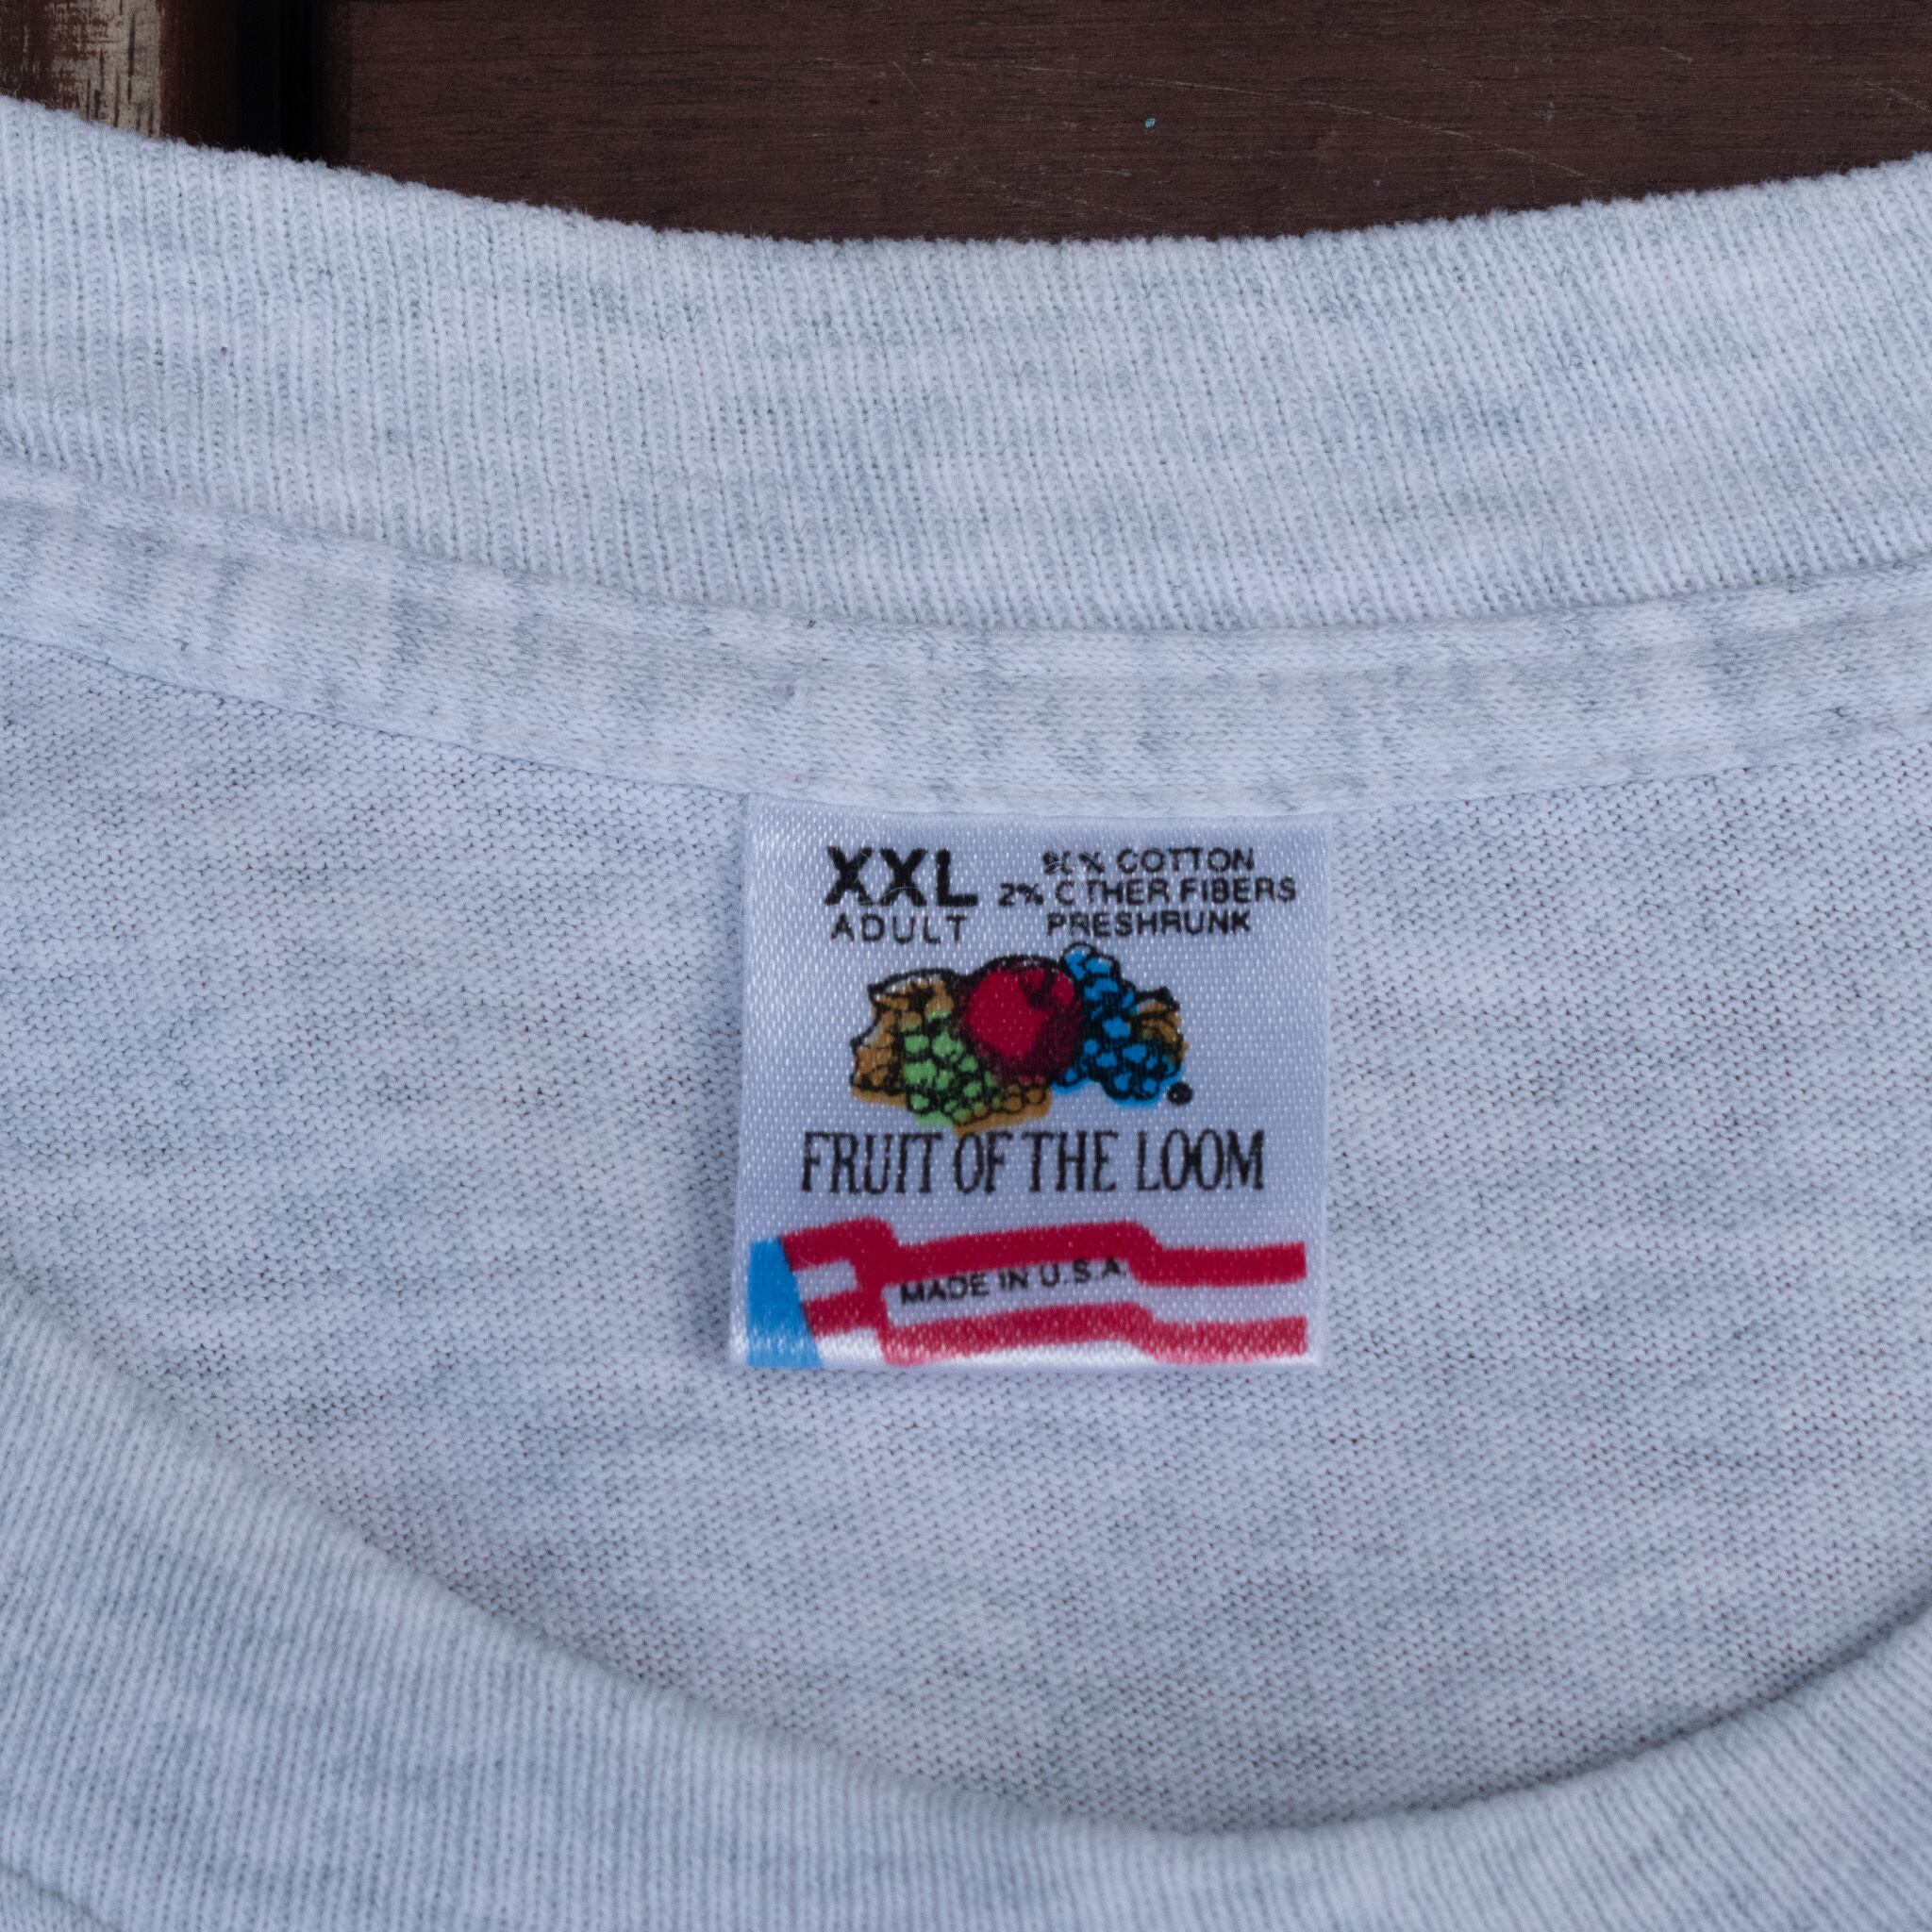 XXL
ADULT
% COTTON
2% OTHER FIBERS
PRESHRUNK
FRUIT OF THE LOOM
MADE IN U.S.A.